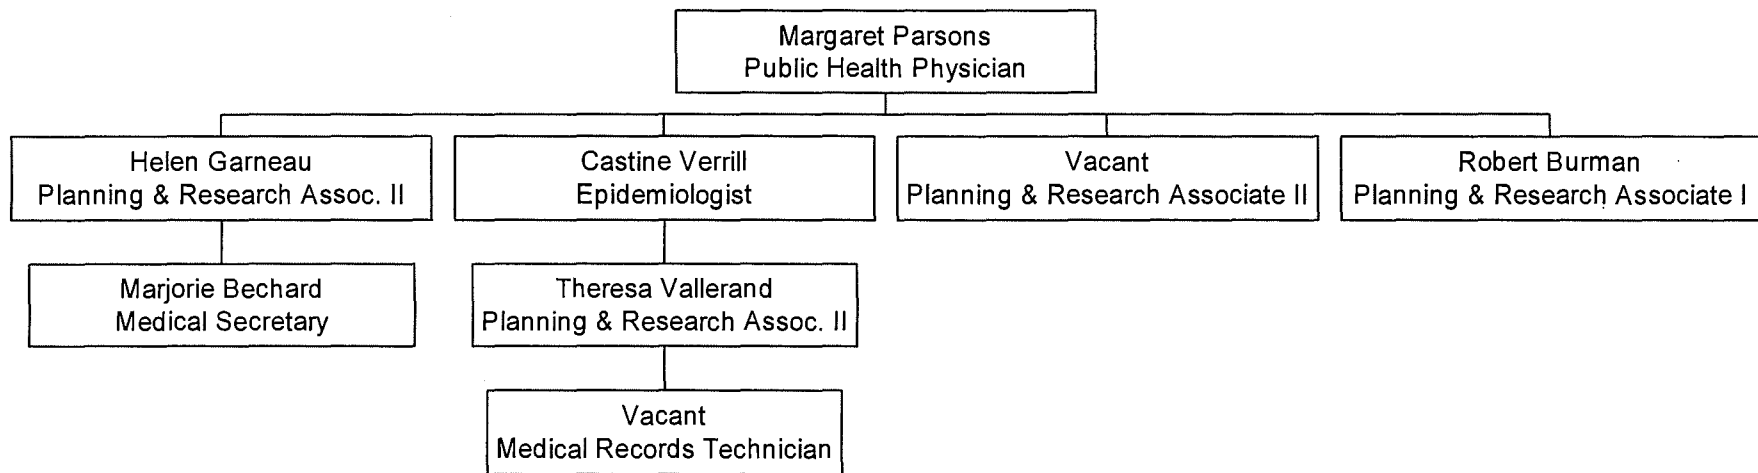 Margaret Parsons
Public Health Physician
Helen Garneau
Planning & Research Assoc. II
Castine Verrill
Epidemiologist
Vacant
Planning & Research Associate II
Robert Burman
Planning & Research Associate I
Marjorie Bechard
Medical Secretary
Theresa Vallerand
Planning & Research Assoc. II
Vacant
Medical Records Technician